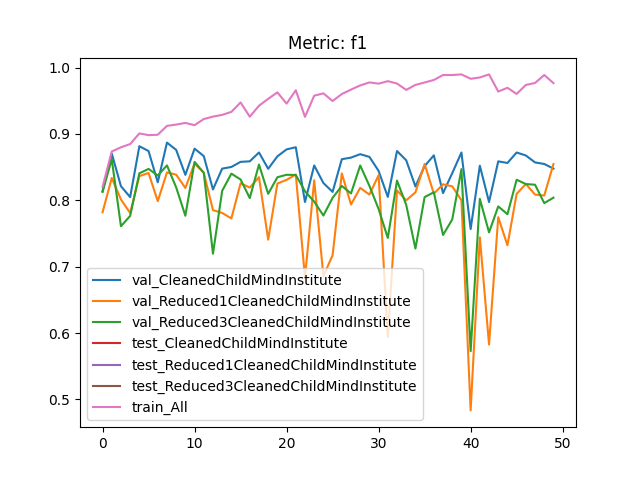 Metric: f1
1.0
0.9
0.8
0.7
0.6
0.5
val_CleanedChildMindInstitute
val_Reduced1CleanedChildMindInstitute
val_Reduced3CleanedChildMindInstitute
test_CleanedChildMindInstitute
test_Reduced1CleanedChildMindInstitute
test_Reduced3CleanedChildMindInstitute
train_All
0 10 20 30 40 50